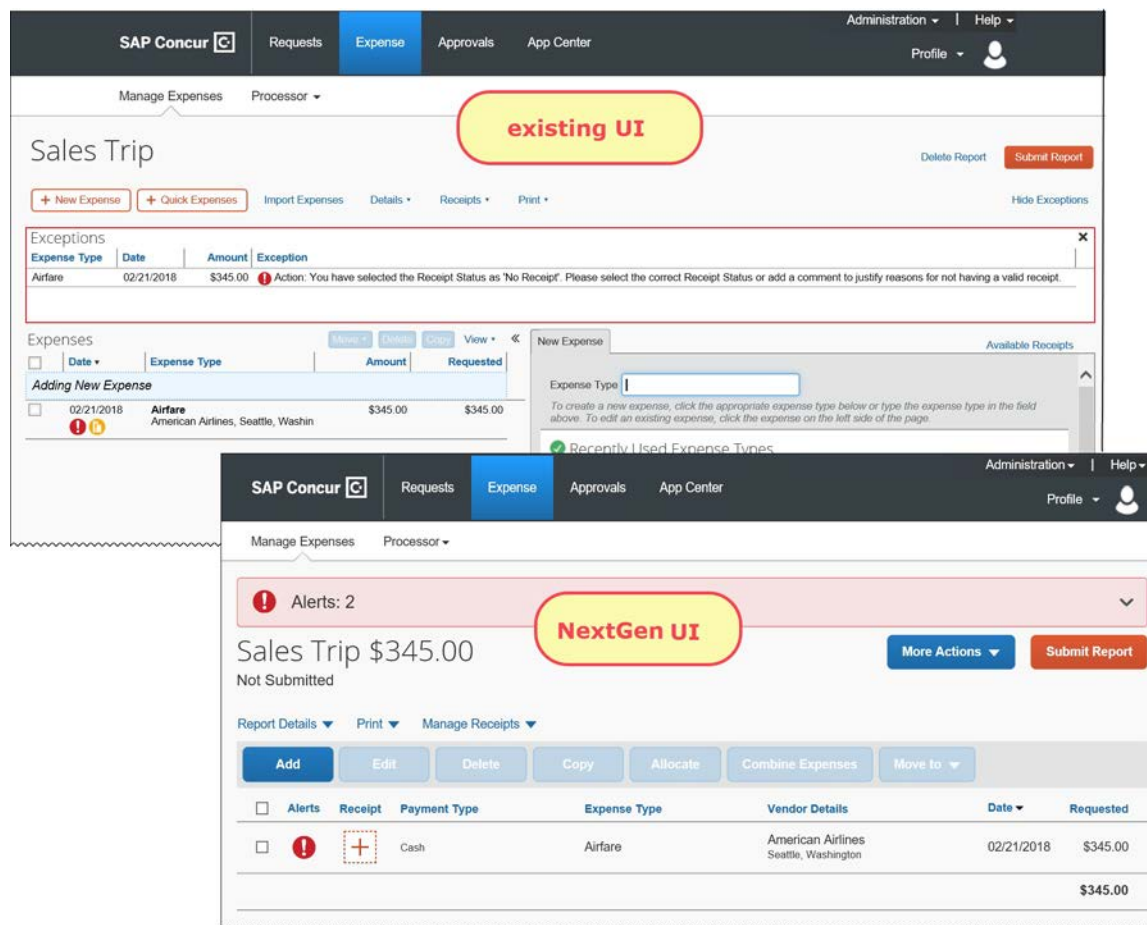 Administration | Help
SAP Concur C Requests Expense Approvals App Center
Profile
Manage Expenses Processor
existing UI
Sales Trip
Delete Report Submit Report
+ New Expense + Quick Expenses Import Expenses Details Receipts Print Hide Exceptions
Exceptions
Expense Type Date Amount Exception
Airfare 02/21/2018 $345.00 Action: You have selected the Receipt Status as 'No Receipt'. Please select the correct Receipt Status or add a comment to justify reasons for not having a valid receipt.
Expenses Move Delete Copy View
Date Expense Type Amount Requested
Adding New Expense
02/21/2018 Airfare $345.00 $345.00
American Airlines, Seattle, Washin
New Expense Available Receipts
Expense Type
To create a new expense, click the appropriate expense type below or type the expense type in the field
above. To edit an existing expense, click the expense on the left side of the page.
Recently Used Expense Types
Administration | Help
SAP Concur C Requests Expense Approvals App Center
Profile
Manage Expenses Processor
Alerts: 2
NextGen UI
Sales Trip $345.00
More Actions Submit Report
Not Submitted
Report Details Print Manage Receipts
Add Edit Delete Copy Allocate Combine Expenses Move to
Alerts Receipt Payment Type Expense Type Vendor Details Date Requested
Cash Airfare American Airlines 02/21/2018 $345.00
Seattle, Washington
$345.00